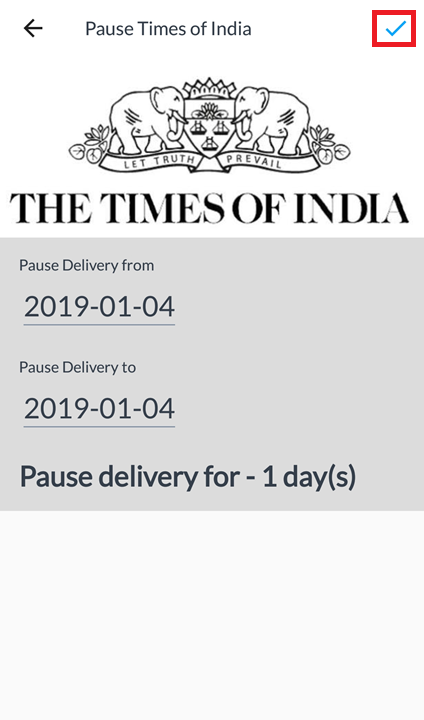 Pause Times of India
LET TRUTH PREVAIL
THE TIMES OF INDIA
Pause Delivery from
2019-01-04
Pause Delivery to
2019-01-04
Pause delivery for - 1 day(s)